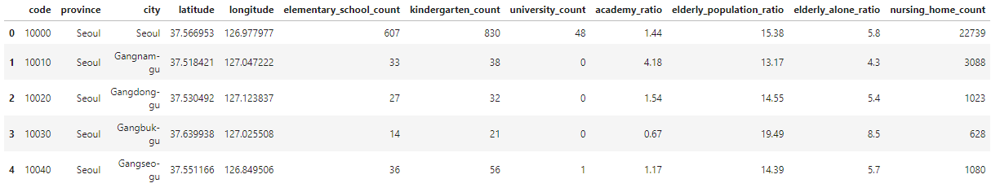 code province city latitude longitude elementary_school_count kindergarten_count university_count academy_ratio elderly_population_ratio elderly_alone_ratio nursing_home_count
0 10000 Seoul Seoul 37.566953 126.977977 607 830 48 1.44 15.38 5.8 22739
1 10010 Seoul Gangnam-
gu 37.518421 127.047222 33 38 0 4.18 13.17 4.3 3088
2 10020 Seoul Gangdong-
gu 37.530492 127.123837 27 32 0 1.54 14.55 5.4 1023
3 10030 Seoul Gangbuk-
gu 37.639938 127.025508 14 21 0 0.67 19.49 8.5 628
4 10040 Seoul Gangseo-
gu 37.551166 126.849506 36 56 1 1.17 14.39 5.7 1080